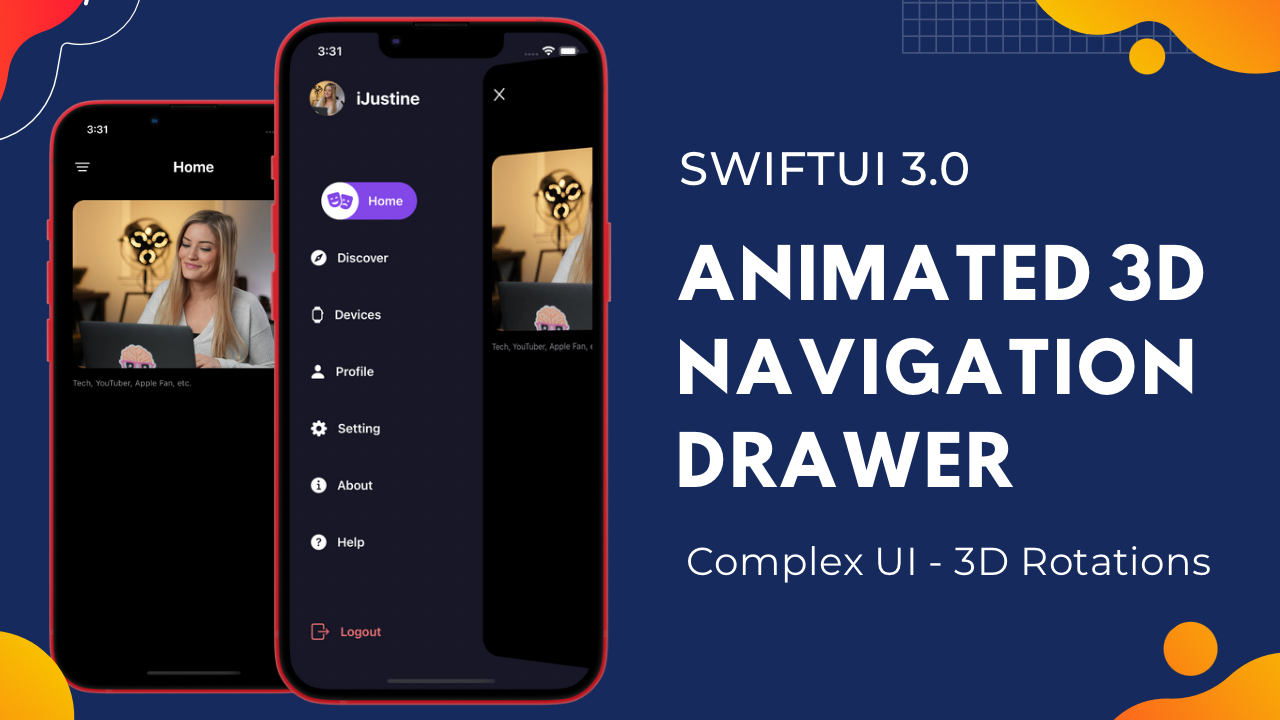 3:31
Home
Tech, YouTuber, Apple Fan, etc.
3:31
iJustine
Home
Discover
Devices
Profile
Setting
About
Help
Logout
Tech, YouTuber, Apple Fan, e
SWIFTUI 3.0
ANIMATED 3D
NAVIGATION
DRAWER
Complex UI - 3D Rotations